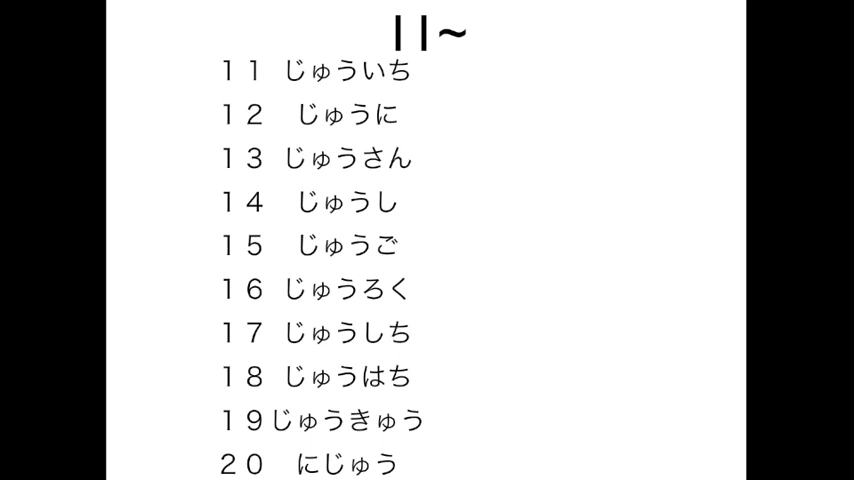 11~
11 じゅういち
12 じゅうに
13 じゅうさん
14 じゅうし
15 じゅうご
16 じゅうろく
17 じゅうしち
18 じゅうはち
19じゅうきゅう
20 にじゅう